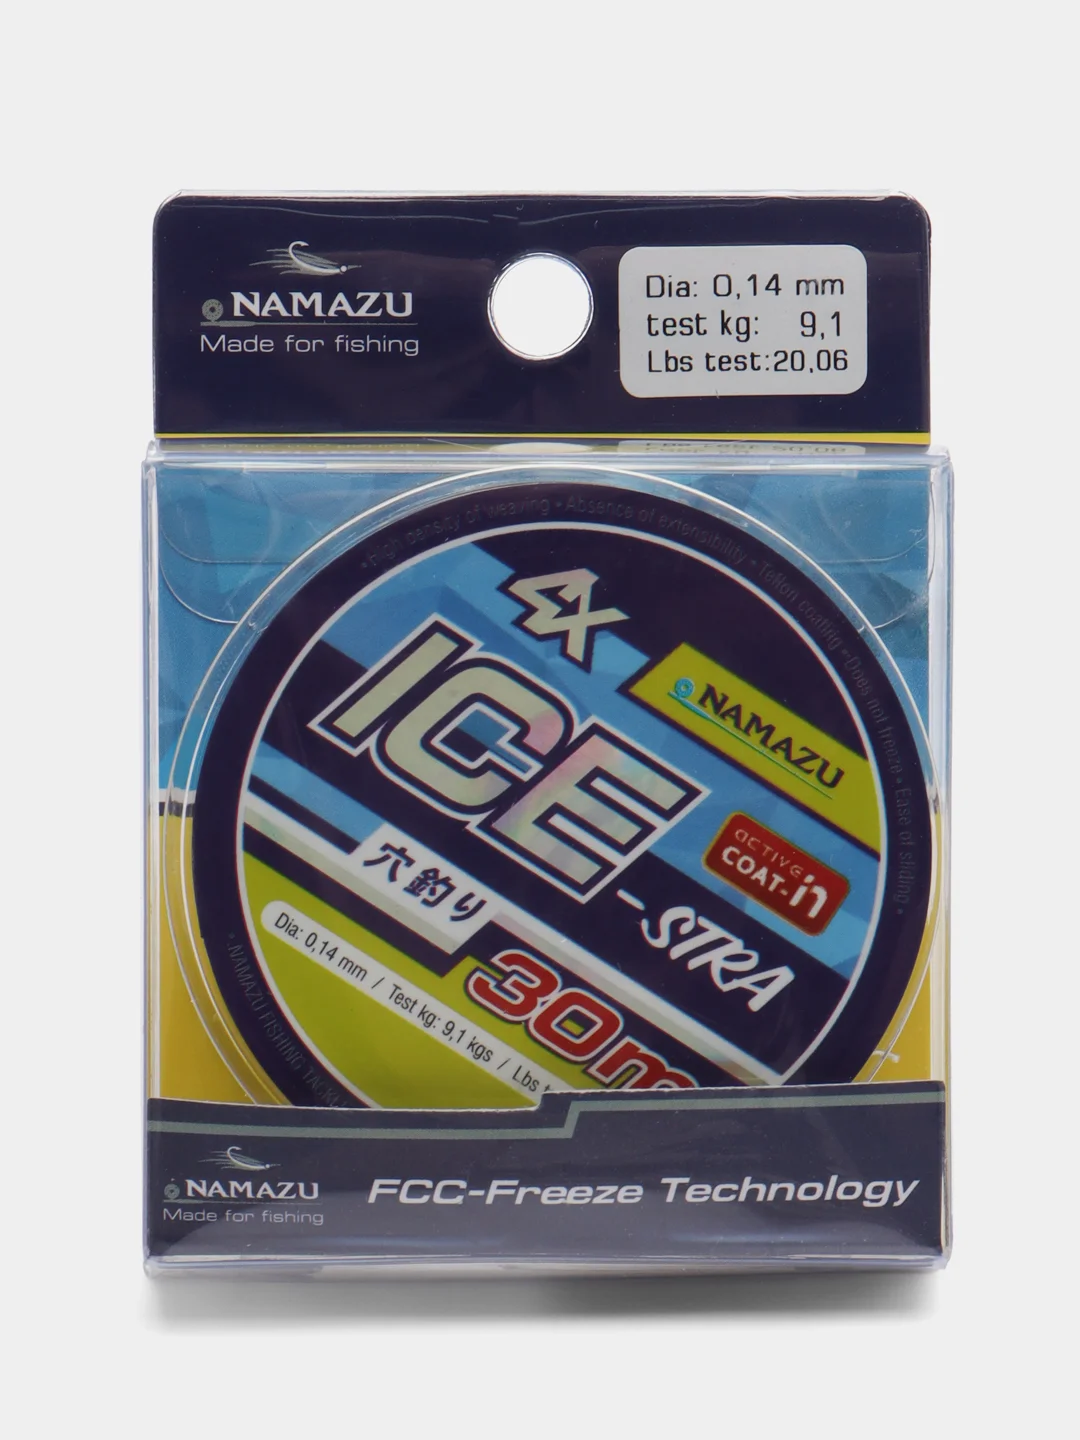 NAMAZU
Made for fishing
Dia: 0,14 mm
test kg: 9,1
Lbs test:20,06
• High density of weaving • Absence of extensibility • Teflon coating • Does not freeze • Ease of sliding •
4X
ICE
-STRA
NAMAZU
ACTIVE
COAT-in
穴釣り
30m
Dia: 0,14 mm / Test kg: 9,1 kgs / Lbs
• NAMAZU FISHING TACKLE
NAMAZU
Made for fishing
FCC-Freeze Technology